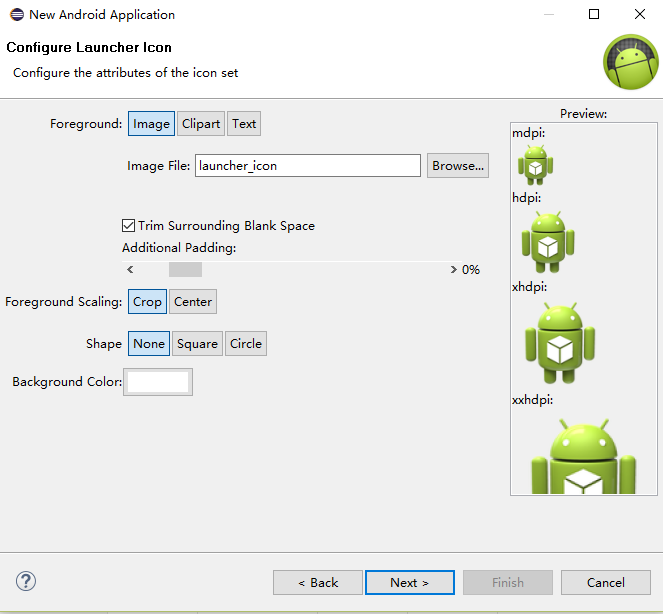 New Android Application
Configure Launcher Icon
Configure the attributes of the icon set
Foreground: Image Clipart Text
Image File: launcher_icon Browse...
Trim Surrounding Blank Space
Additional Padding:
< > 0%
Foreground Scaling: Crop Center
Shape None Square Circle
Background Color:
Preview:
mdpi:
hdpi:
xhdpi:
xxhdpi:
? < Back Next > Finish Cancel